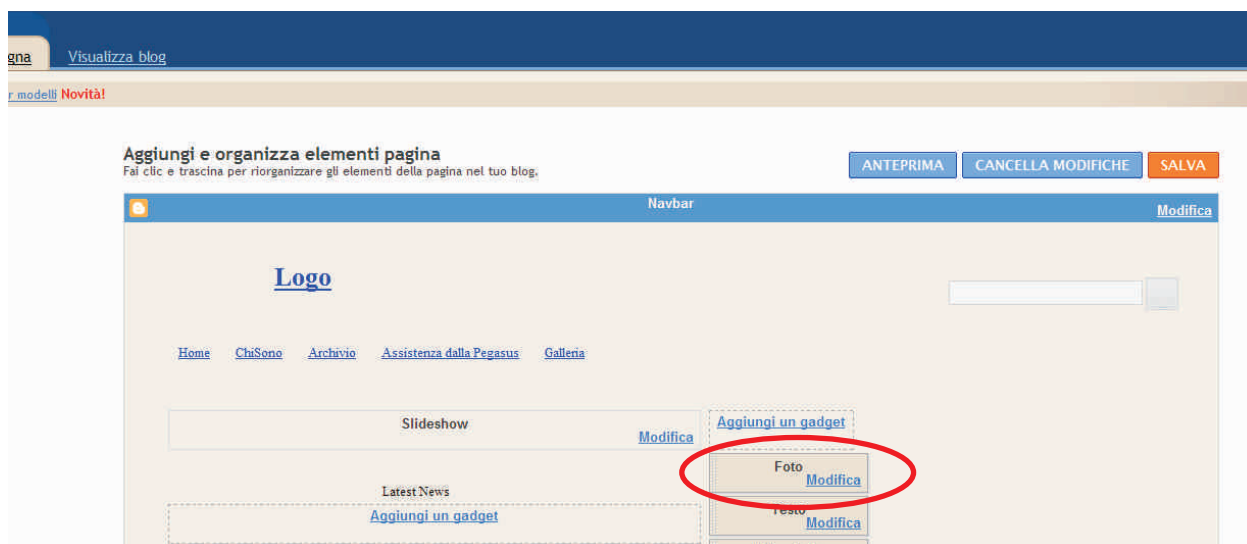 gna Visualizza blog
r modelli Novità!
Aggiungi e organizza elementi pagina
Fai clic e trascina per riorganizzare gli elementi della pagina nel tuo blog.
ANTEPRIMA CANCELLA MODIFICHE SALVA
Navbar
Modifica
Logo
Home ChiSono Archivio Assistenza dalla Pegasus Galleria
Slideshow
Modifica
Aggiungi un gadget
Foto
Modifica
Latest News
Aggiungi un gadget
Testo
Modifica